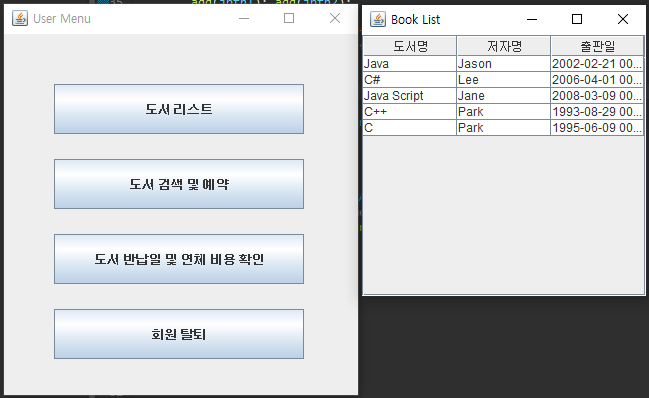 User Menu
도서 리스트
도서 검색 및 예약
도서 반납일 및 연체 비용 확인
회원 탈퇴
Book List
도서명 저자명 출판일
Java Jason 2002-02-21 00...
C# Lee 2006-04-01 00...
Java Script Jane 2008-03-09 00...
C++ Park 1993-08-29 00...
C Park 1995-06-09 00...